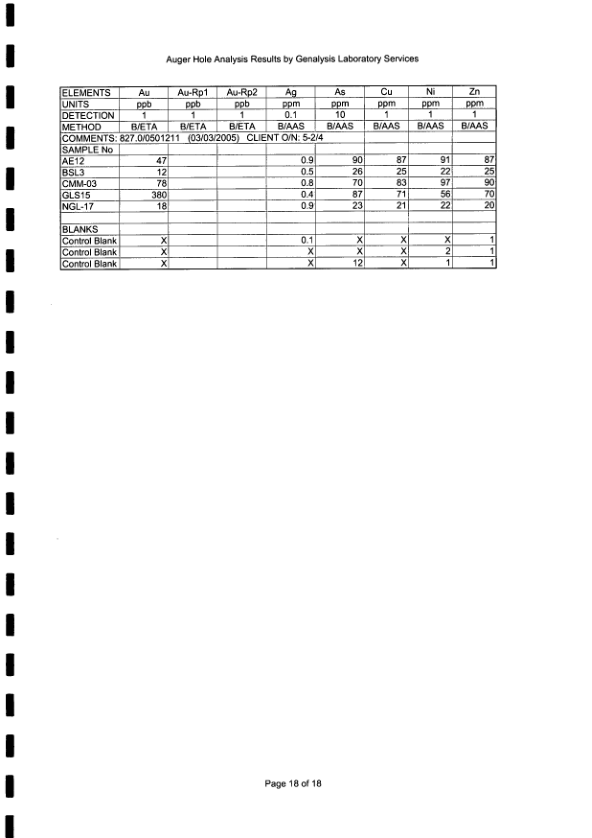 Auger Hole Analysis Results by Genalysis Laboratory Services
ELEMENTS Au Au-Rp1 Au-Rp2 Ag As Cu Ni Zn
UNITS ppb ppb ppb ppm ppm ppm ppm ppm
DETECTION 1 1 1 0.1 10 1 1 1
METHOD B/ETA B/ETA B/ETA B/AAS B/AAS B/AAS B/AAS B/AAS
COMMENTS: 827.0/0501211 (03/03/2005) CLIENT O/N: 5-2/4
SAMPLE No
AE12 47 0.9 90 87 91 87
BSL3 12 0.5 26 25 22 25
CMM-03 78 0.8 70 83 97 90
GLS15 380 0.4 87 71 56 70
NGL-17 18 0.9 23 21 22 20
BLANKS
Control Blank X 0.1 X X X 1
Control Blank X X X X 2 1
Control Blank X X 12 X 1 1
Page 18 of 18